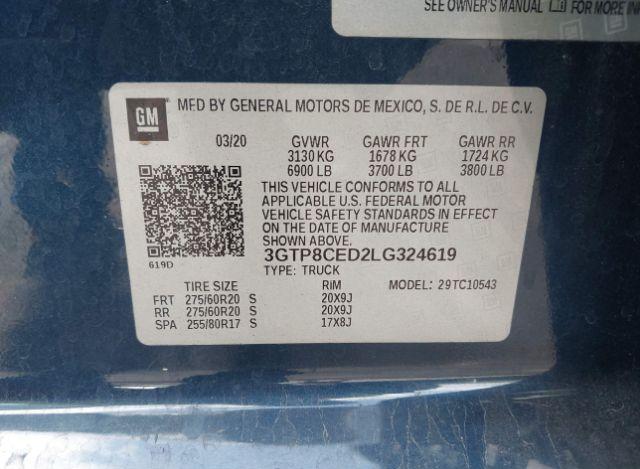 SEE OWNER'S MANUAL FOR MORE
GM
MFD BY GENERAL MOTORS DE MEXICO, S. DE R.L. DE C.V.
03/20 GVWR GAWR FRT GAWR RR
3130 KG 1678 KG 1724 KG
6900 LB 3700 LB 3800 LB
THIS VEHICLE CONFORMS TO ALL
APPLICABLE U.S. FEDERAL MOTOR
VEHICLE SAFETY STANDARDS IN EFFECT
ON THE DATE OF MANUFACTURE
SHOWN ABOVE.
619D 3GTP8CED2LG324619
TYPE: TRUCK MODEL: 29TC10543
TIRE SIZE RIM
FRT 275/60R20 S 20X9J
RR 275/60R20 S 20X9J
SPA 255/80R17 S 17X8J